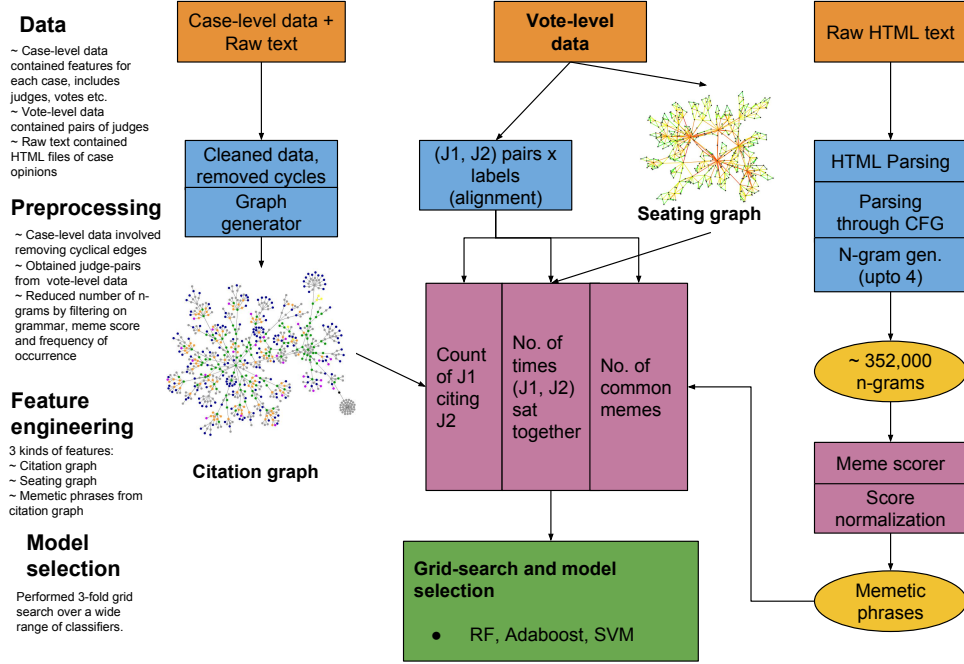 Data
~ Case-level data
contained features for
each case, includes
judges, votes etc.
~ Vote-level data
contained pairs of judges
~ Raw text contained
HTML files of case
opinions
Preprocessing
~ Case-level data involved
removing cyclical edges
~ Obtained judge-pairs
from vote-level data
~ Reduced number of n-
grams by filtering on
grammar, meme score
and frequency of
occurrence
Feature
engineering
3 kinds of features:
~ Citation graph
~ Seating graph
~ Memetic phrases from
citation graph
Model
selection
Performed 3-fold grid
search over a wide
range of classifiers.
Case-level data +
Raw text
Cleaned data,
removed cycles
Graph
generator
Citation graph
Vote-level
data
(J1, J2) pairs x
labels
(alignment)
Seating graph
Count
of J1
citing
J2
No. of
times
(J1, J2)
sat
together
No. of
common
memes
Grid-search and model
selection
● RF, Adaboost, SVM
Raw HTML text
HTML Parsing
Parsing
through CFG
N-gram gen.
(upto 4)
~ 352,000
n-grams
Meme scorer
Score
normalization
Memetic
phrases